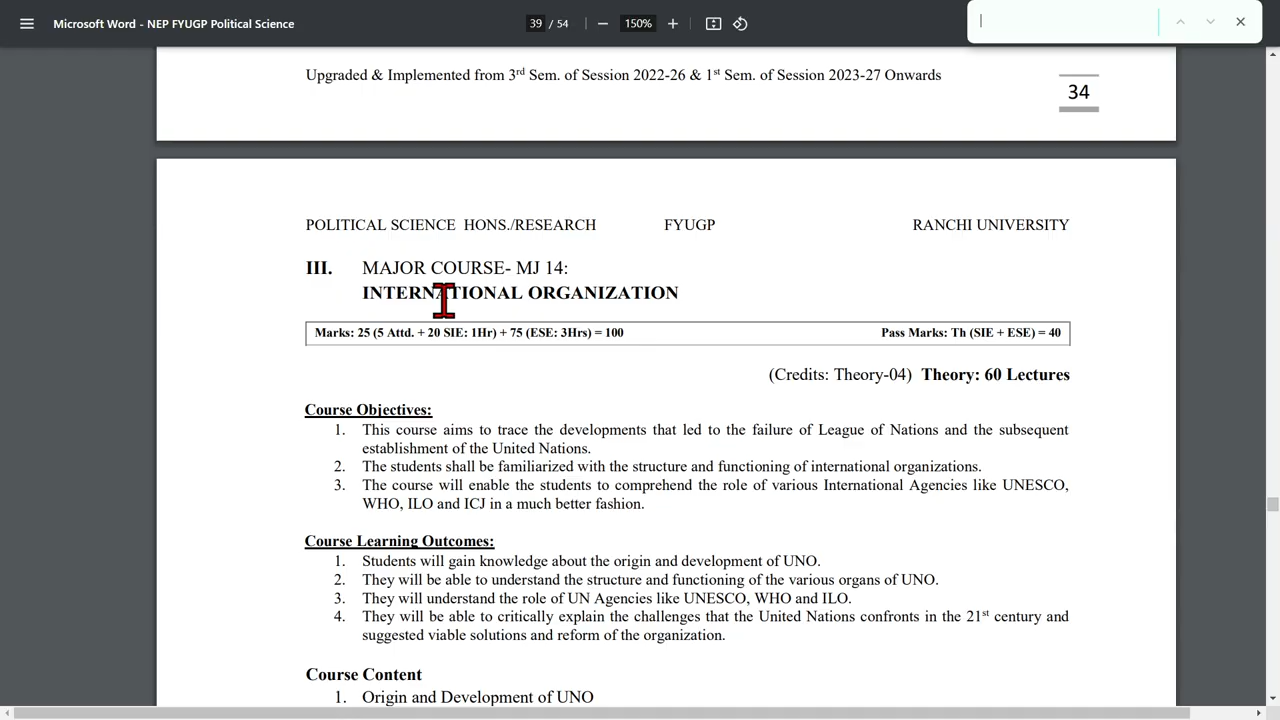 Microsoft Word - NEP FYUGP Political Science 39 / 54 150%
Upgraded & Implemented from 3rd Sem. of Session 2022-26 & 1st Sem. of Session 2023-27 Onwards
34
POLITICAL SCIENCE HONS./RESEARCH FYUGP RANCHI UNIVERSITY
III. MAJOR COURSE- MJ 14:
INTERNATIONAL ORGANIZATION
Marks: 25 (5 Attd. + 20 SIE: 1Hr) + 75 (ESE: 3Hrs) = 100 Pass Marks: Th (SIE + ESE) = 40
(Credits: Theory-04) Theory: 60 Lectures
Course Objectives:
1. This course aims to trace the developments that led to the failure of League of Nations and the subsequent
establishment of the United Nations.
2. The students shall be familiarized with the structure and functioning of international organizations.
3. The course will enable the students to comprehend the role of various International Agencies like UNESCO,
WHO, ILO and ICJ in a much better fashion.
Course Learning Outcomes:
1. Students will gain knowledge about the origin and development of UNO.
2. They will be able to understand the structure and functioning of the various organs of UNO.
3. They will understand the role of UN Agencies like UNESCO, WHO and ILO.
4. They will be able to critically explain the challenges that the United Nations confronts in the 21st century and
suggested viable solutions and reform of the organization.
Course Content
1. Origin and Development of UNO